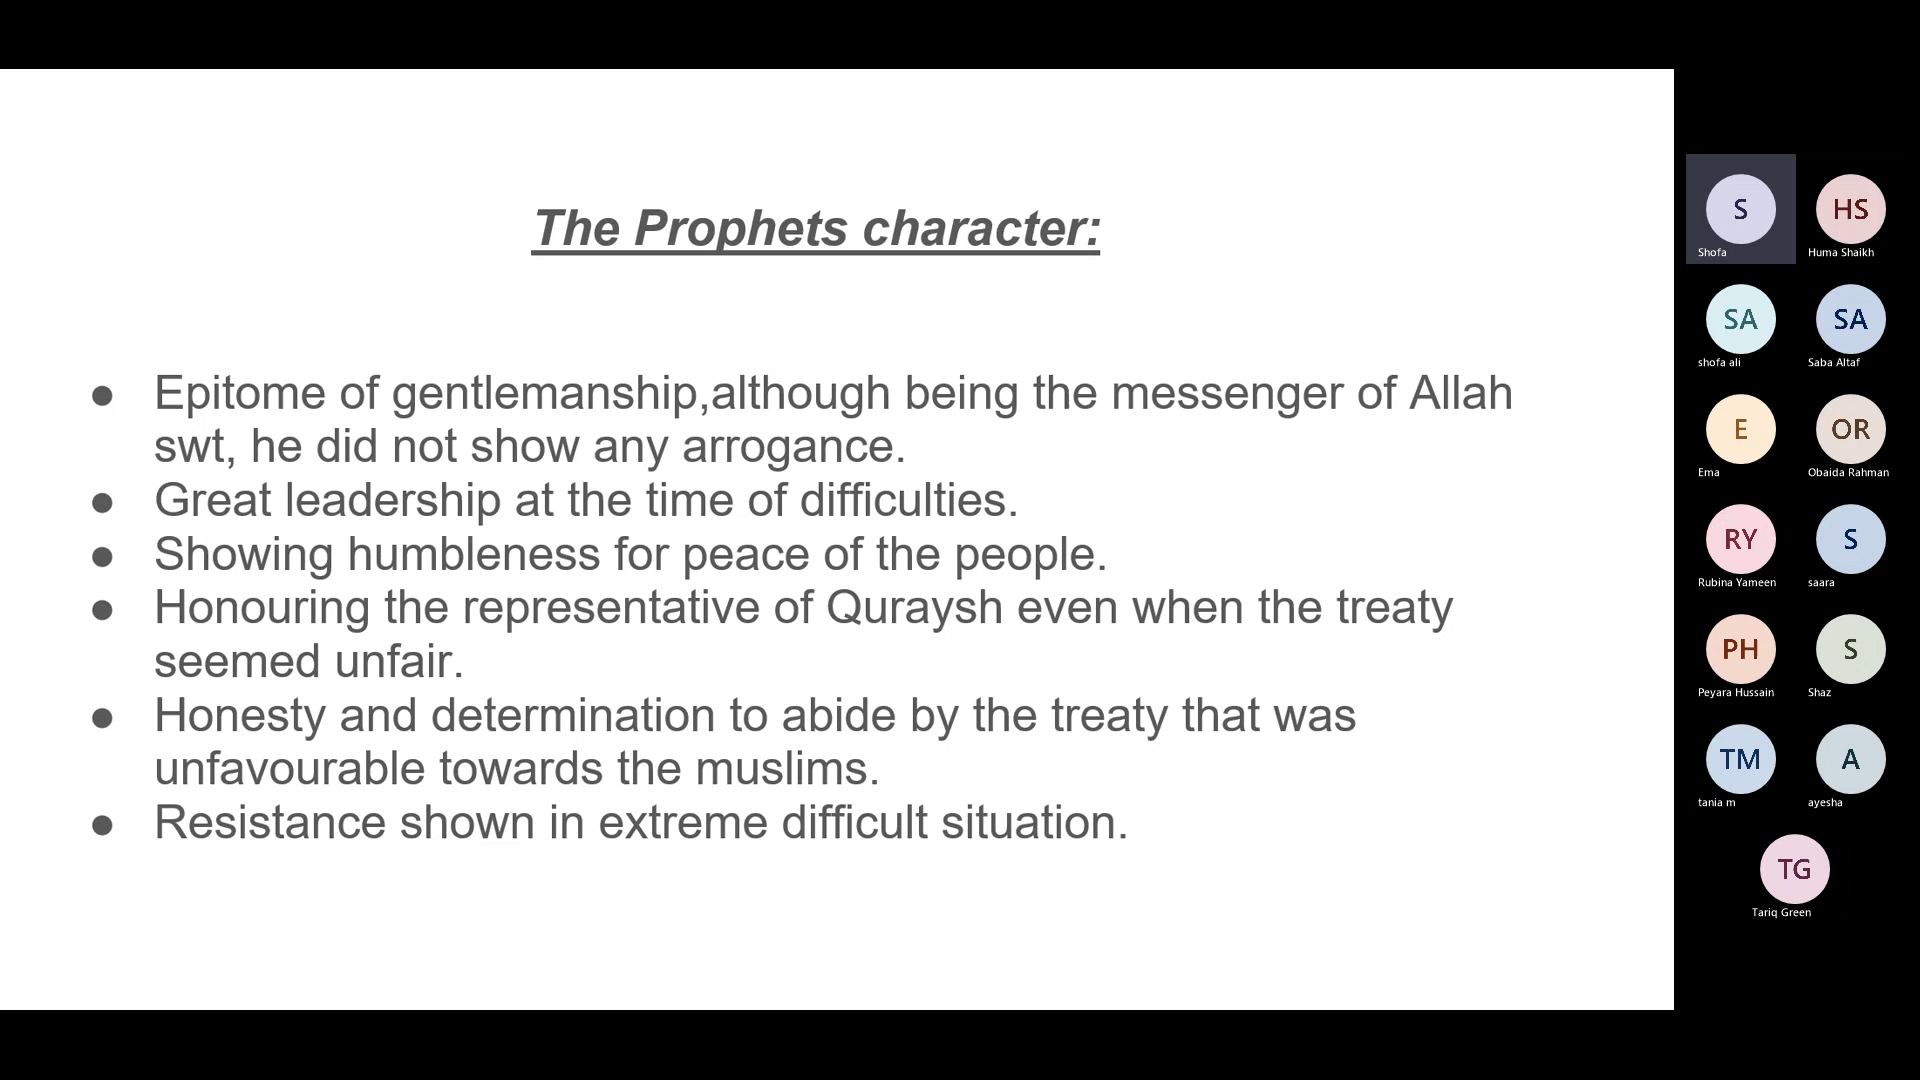 The Prophets character:
● Epitome of gentlemanship,although being the messenger of Allah
swt, he did not show any arrogance.
● Great leadership at the time of difficulties.
● Showing humbleness for peace of the people.
● Honouring the representative of Quraysh even when the treaty
seemed unfair.
● Honesty and determination to abide by the treaty that was
unfavourable towards the muslims.
● Resistance shown in extreme difficult situation.
S
Shofa
HS
Huma Shaikh
SA
shofa ali
SA
Saba Altaf
E
Ema
OR
Obaida Rahman
RY
Rubina Yameen
S
saara
PH
Peyara Hussain
S
Shaz
TM
tania m
A
ayesha
TG
Tariq Green